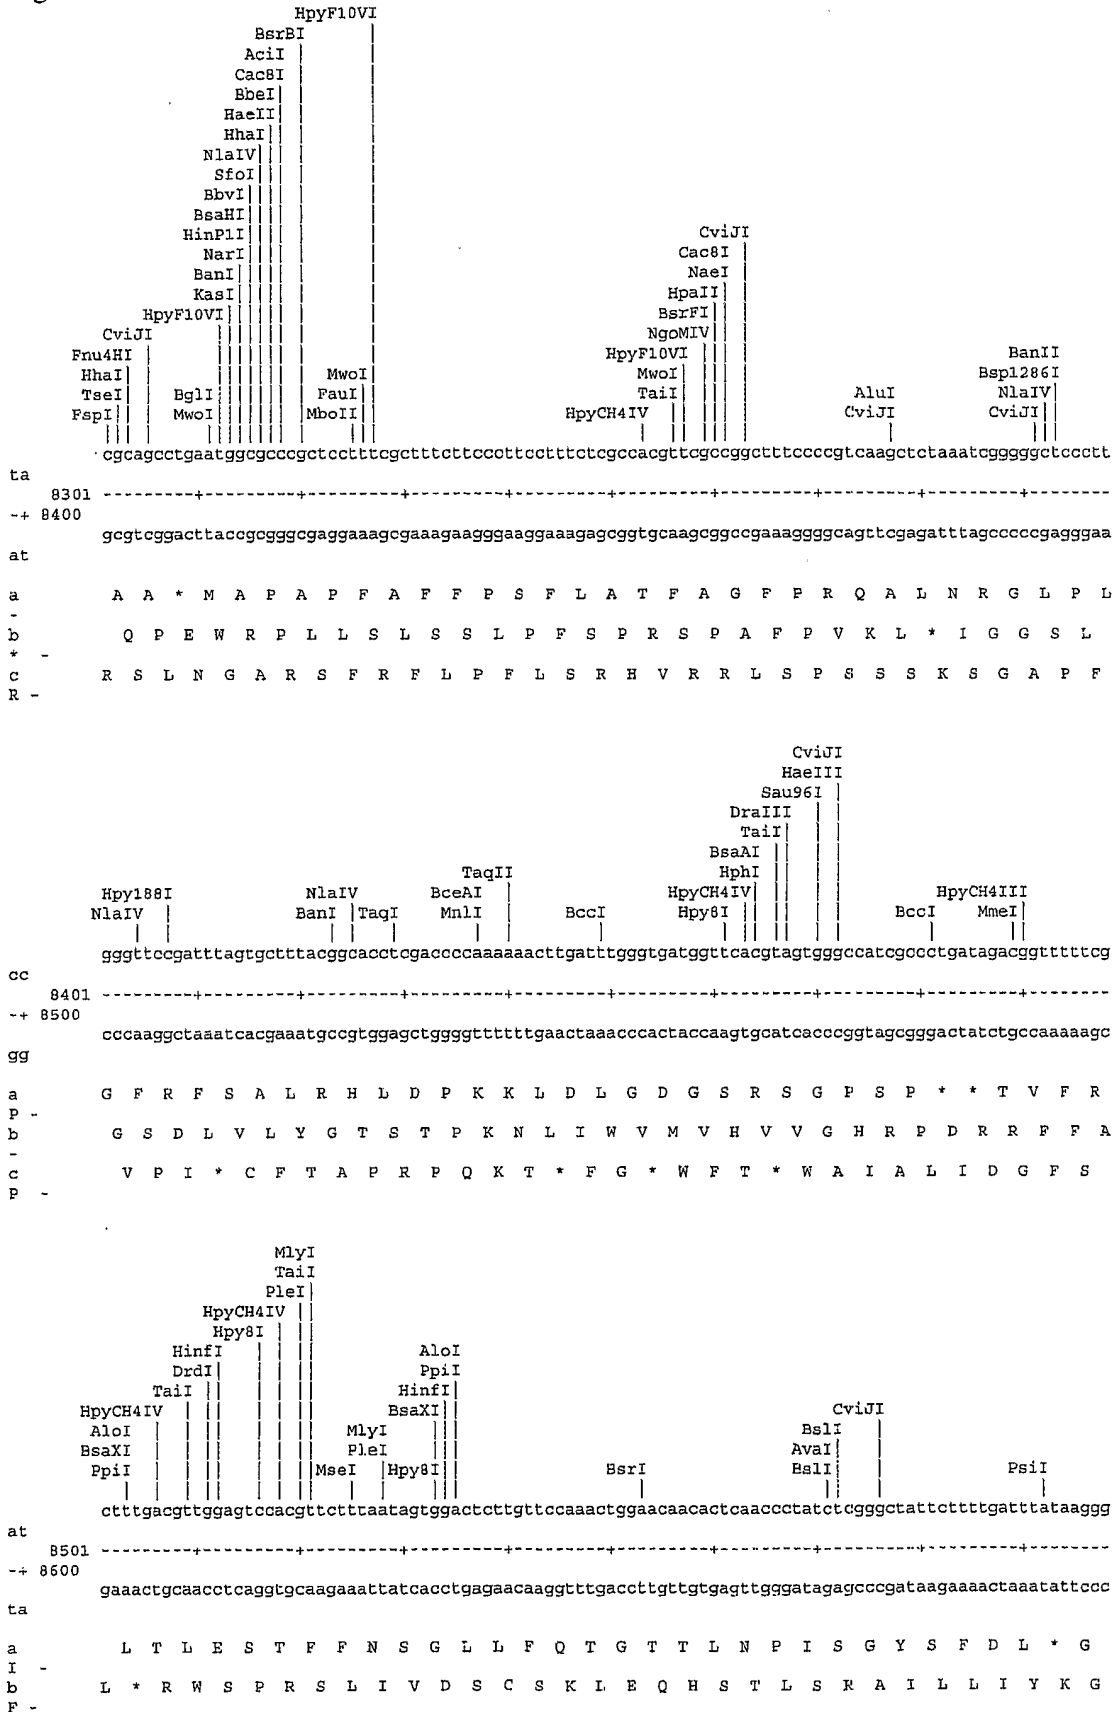 HpyF10VI
BsrBI
AciI
Cac8I
BbeI
HaeII
HhaI
NlaIV
SfoI
BbvI
BsaHI
HinP1I CviJI
NarI Cac8I
BanI NaeI
KasI HpaII
HpyF10VI BsrFI
CviJI NgoMIV
Fnu4HI HpyF10VI BanII
HhaI MwoI MwoI Bsp1286I
TseI BglI FauI TaiI AluI NlaIV
FspI MwoI MboII HpyCH4IV CviJI CviJI
cgcagcctgaatggcgcccgctcctttcgctttcttcccttcctttctcgccacgttcgccggctttccccgtcaagctctaaatcgggggctccctt
ta
8301 ---------+---------+---------+---------+---------+---------+---------+---------+---------+--------
-+ 8400
gcgtcggacttaccgcgggcgaggaaagcgaaagaagggaaggaaagagcggtgcaagcggccgaaaggggcagttcgagatttagcccccgagggaa
at
a A A * M A P A P F A F F P S F L A T F A G F P R Q A L N R G L P L
-
b Q P E W R P L L S L S S L P F S P R S P A F P V K L * I G G S L
* -
c R S L N G A R S F R F L P F L S R H V R R L S P S S S K S G A P F
R -
CviJI
HaeIII
Sau96I
DraIII
TaiI
BsaAI
TaqII HphI
Hpy188I NlaIV BceAI HpyCH4IV HpyCH4III
NlaIV BanI TaqI MnlI BccI Hpy8I BccI MmeI
gggttccgatttagtgctttacggcacctcgaccccaaaaaacttgatttgggtgatggttcacgtagtgggccatcgccctgatagacggtttttcg
cc
8401 ---------+---------+---------+---------+---------+---------+---------+---------+---------+--------
-+ 8500
cccaaggctaaatcacgaaatgccgtggagctggggttttttgaactaaacccactaccaagtgcatcacccggtagcgggactatctgccaaaaagc
gg
a G F R F S A L R H L D P K K L D L G D G S R S G P S P * * T V F R
P -
b G S D L V L Y G T S T P K N L I W V M V H V V G H R P D R R F F A
-
c V P I * C F T A P R P Q K T * F G * W F T * W A I A L I D G F S
P -
MlyI
TaiI
PleI
HpyCH4IV
Hpy8I
HinfI AloI
DrdI PpiI
TaiI HinfI
HpyCH4IV BsaXI CviJI
AloI MlyI BslI
BsaXI PleI AvaI
PpiI MseI Hpy8I BsrI BslI PsiI
ctttgacgttggagtccacgttctttaatagtggactcttgttccaaactggaacaacactcaaccctatctcgggctattcttttgatttataaggg
at
8501 ---------+---------+---------+---------+---------+---------+---------+---------+---------+--------
-+ 8600
gaaactgcaacctcaggtgcaagaaattatcacctgagaacaaggtttgaccttgttgtgagttgggatagagcccgataagaaaactaaatattccc
ta
a L T L E S T F F N S G L L F Q T G T T L N P I S G Y S F D L * G
I -
b L * R W S P R S L I V D S C S K L E Q H S T L S R A I L L I Y K G
F -